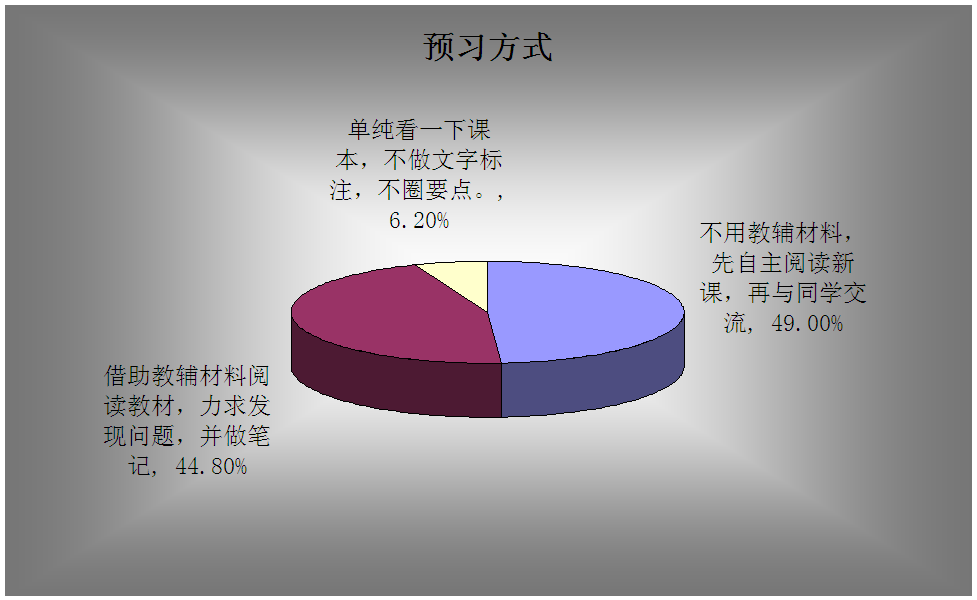 预习方式
单纯看一下课
本，不做文字标
注，不圈要点。,
6.20%
不用教辅材料，
先自主阅读新
课，再与同学交
流, 49.00%
借助教辅材料阅
读教材，力求发
现问题，并做笔
记, 44.80%